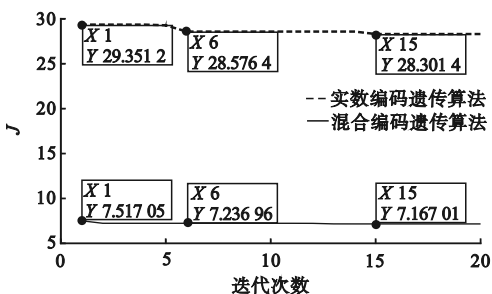 30
X 1
Y 29.351 2
X 6
Y 28.576 4
X 15
Y 28.301 4
25
20
15
10
5
J
实数编码遗传算法
混合编码遗传算法
X 1
Y 7.517 05
X 6
Y 7.236 96
X 15
Y 7.167 01
0
5
10
15
20
迭代次数